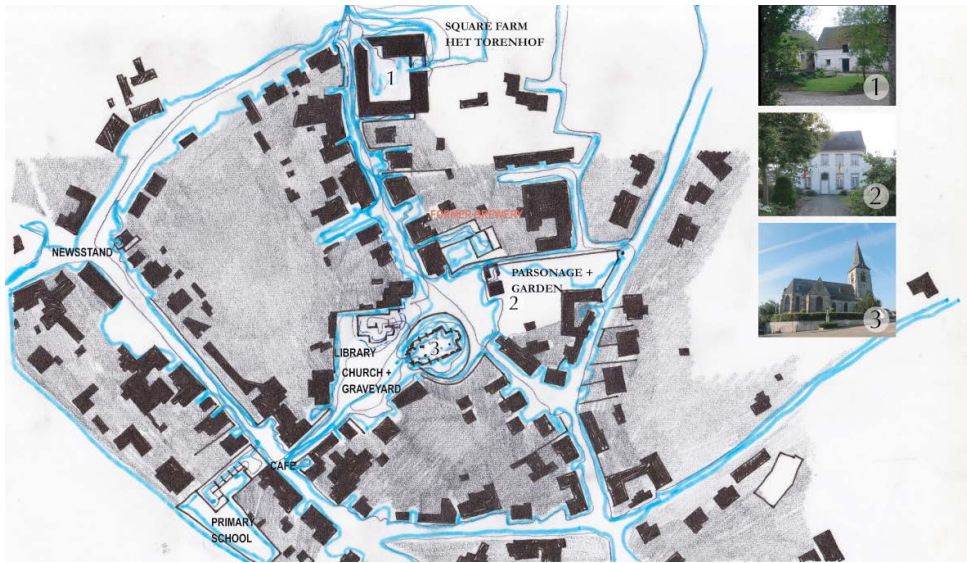 SQUARE FARM
HET TORENHOF
1
1
2
3
FORMER BREWERY
NEWSSTAND
PARSONAGE +
GARDEN
2
3
LIBRARY
CHURCH +
GRAVEYARD
CAFE
PRIMARY
SCHOOL